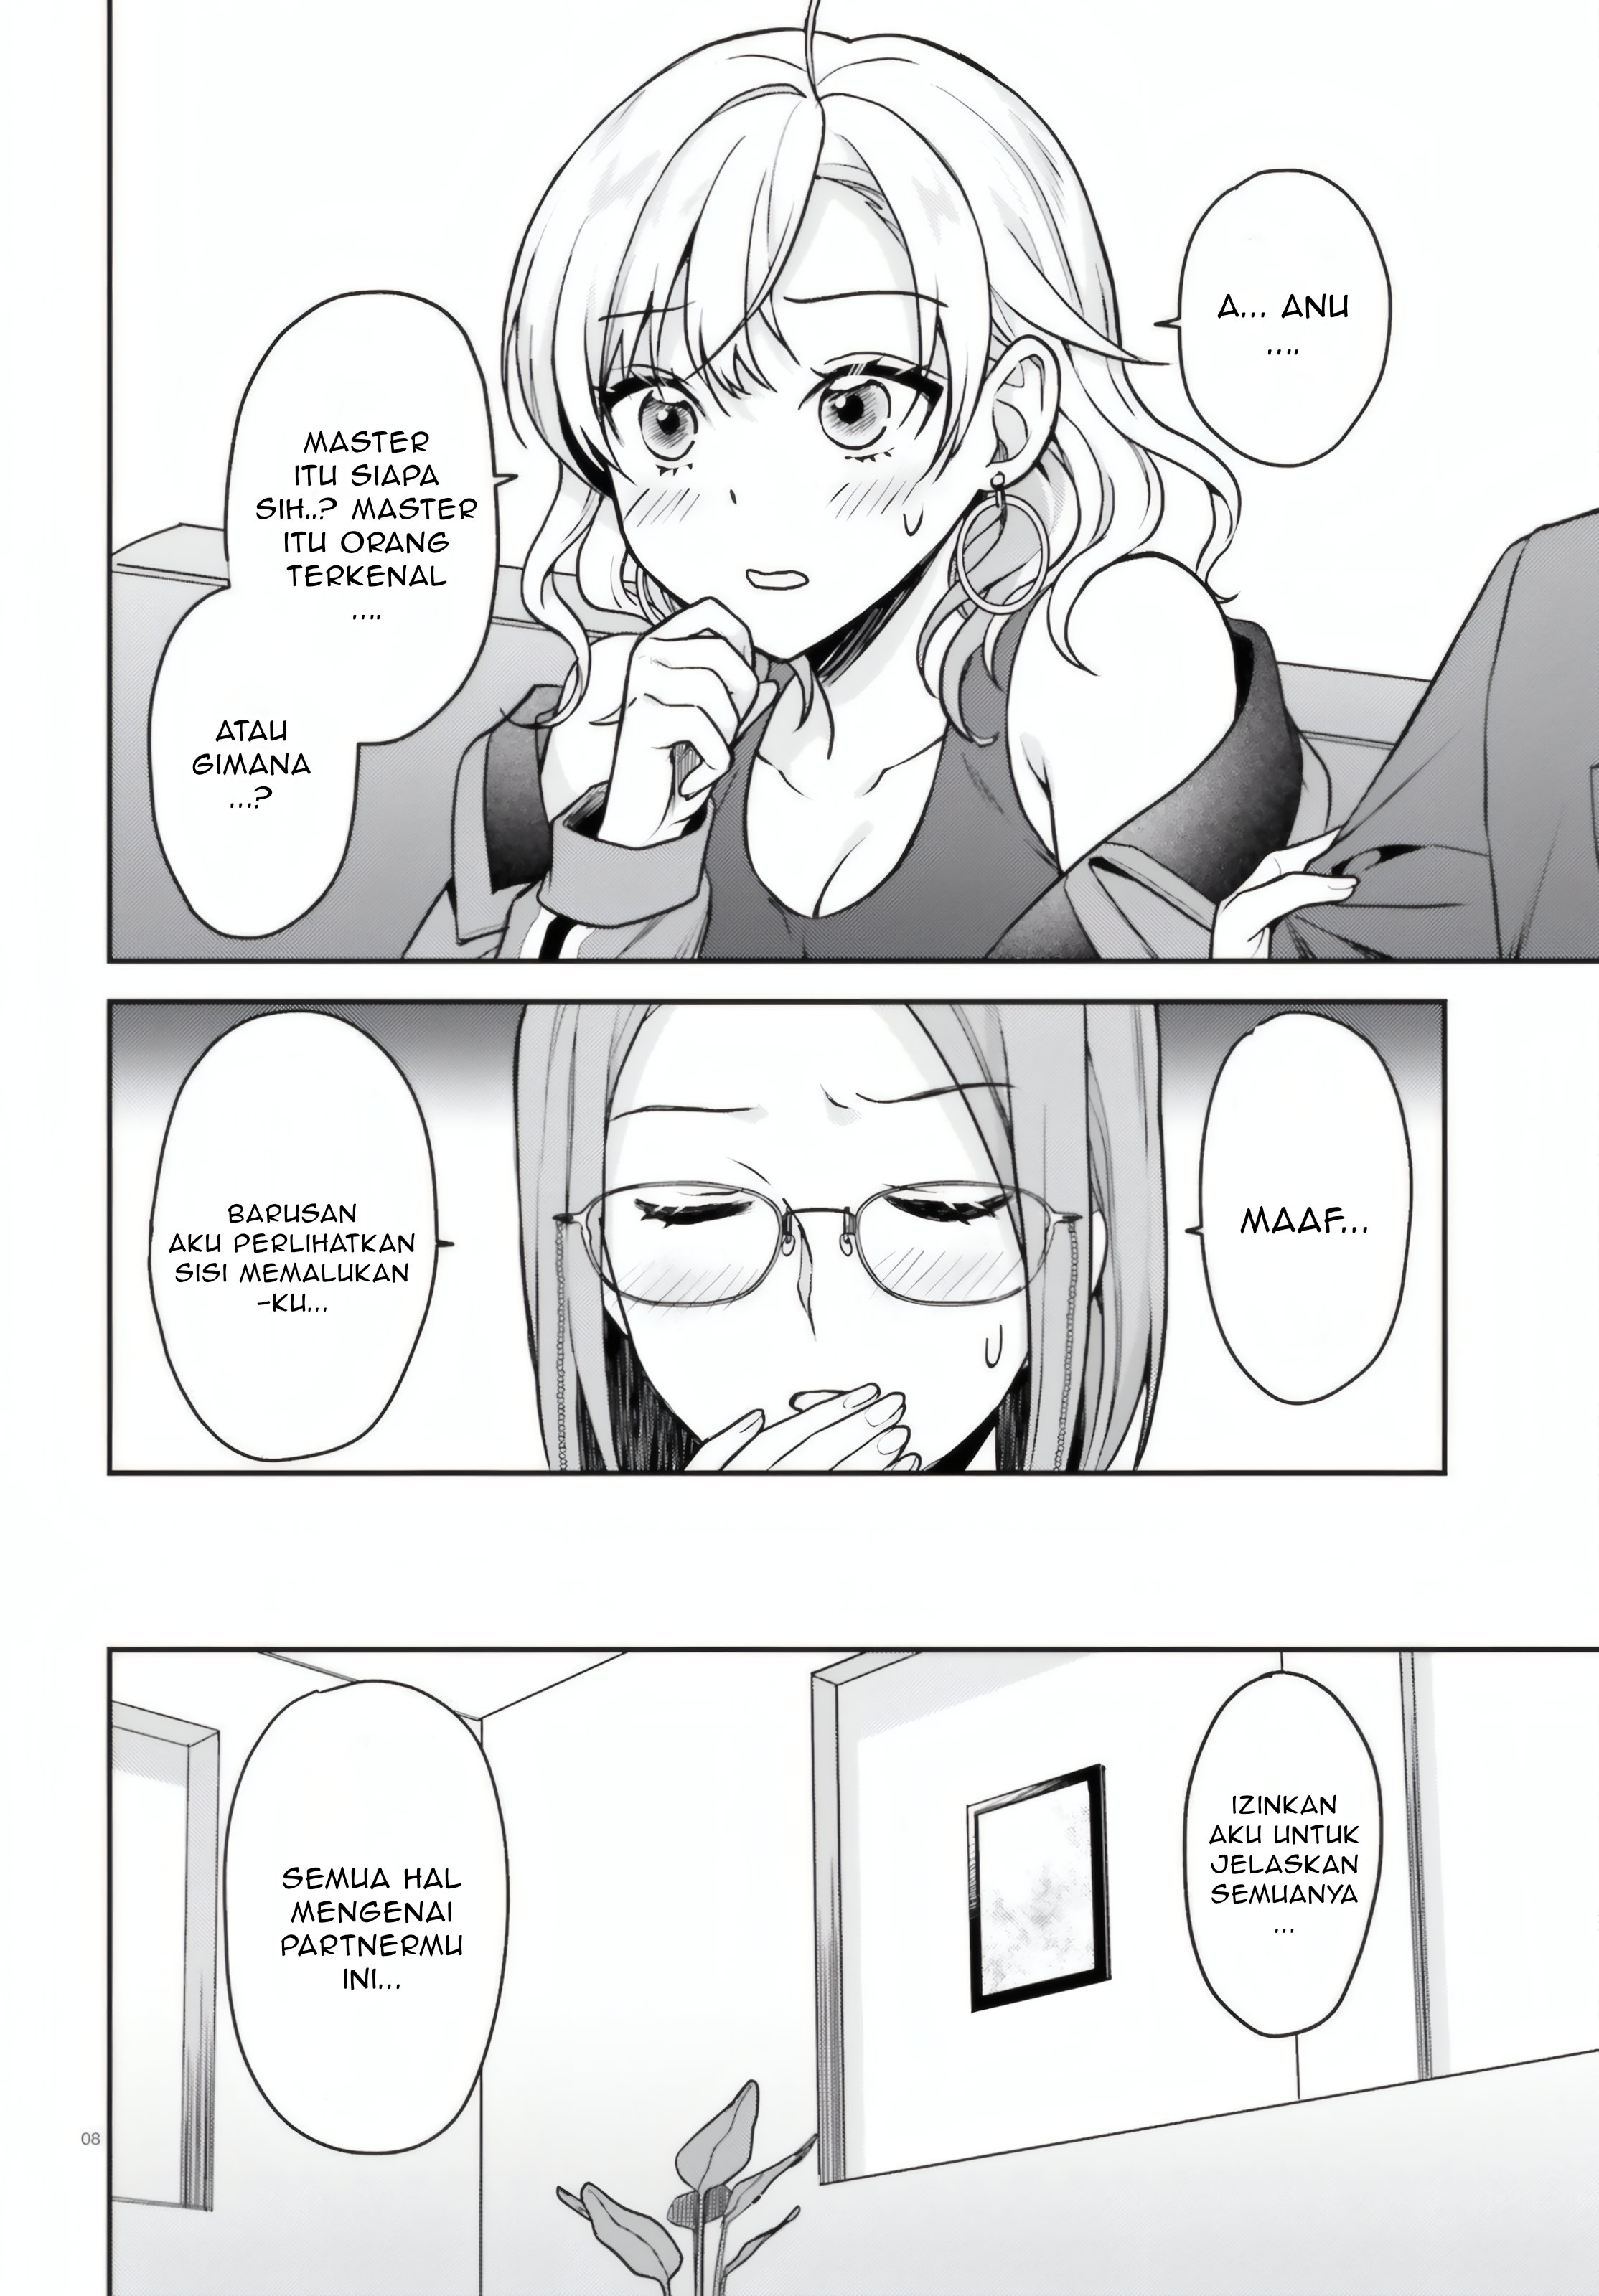 A... ANU
....
MASTER
ITU SIAPA
SIH..? MASTER
ITU ORANG
TERKENAL
....
ATAU
GIMANA
...?
MAAF...
BARUSAN
AKU PERLIHATKAN
SISI MEMALUKAN
-KU...
IZINKAN
AKU UNTUK
JELASKAN
SEMUANYA
...
SEMUA HAL
MENGENAI
PARTNERMU
INI...
08